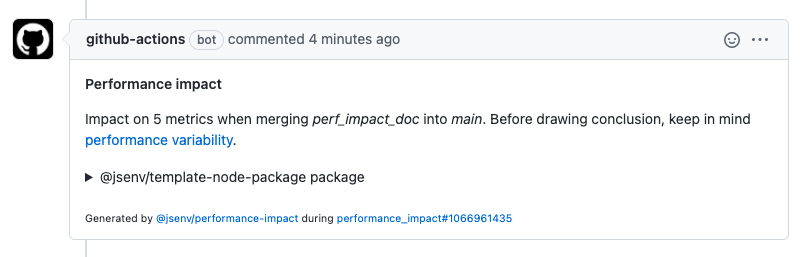 github-actions bot commented 4 minutes ago
Performance impact
Impact on 5 metrics when merging perf_impact_doc into main. Before drawing conclusion, keep in mind
performance variability.
@jsenv/template-node-package package
Generated by @jsenv/performance-impact during performance_impact#1066961435